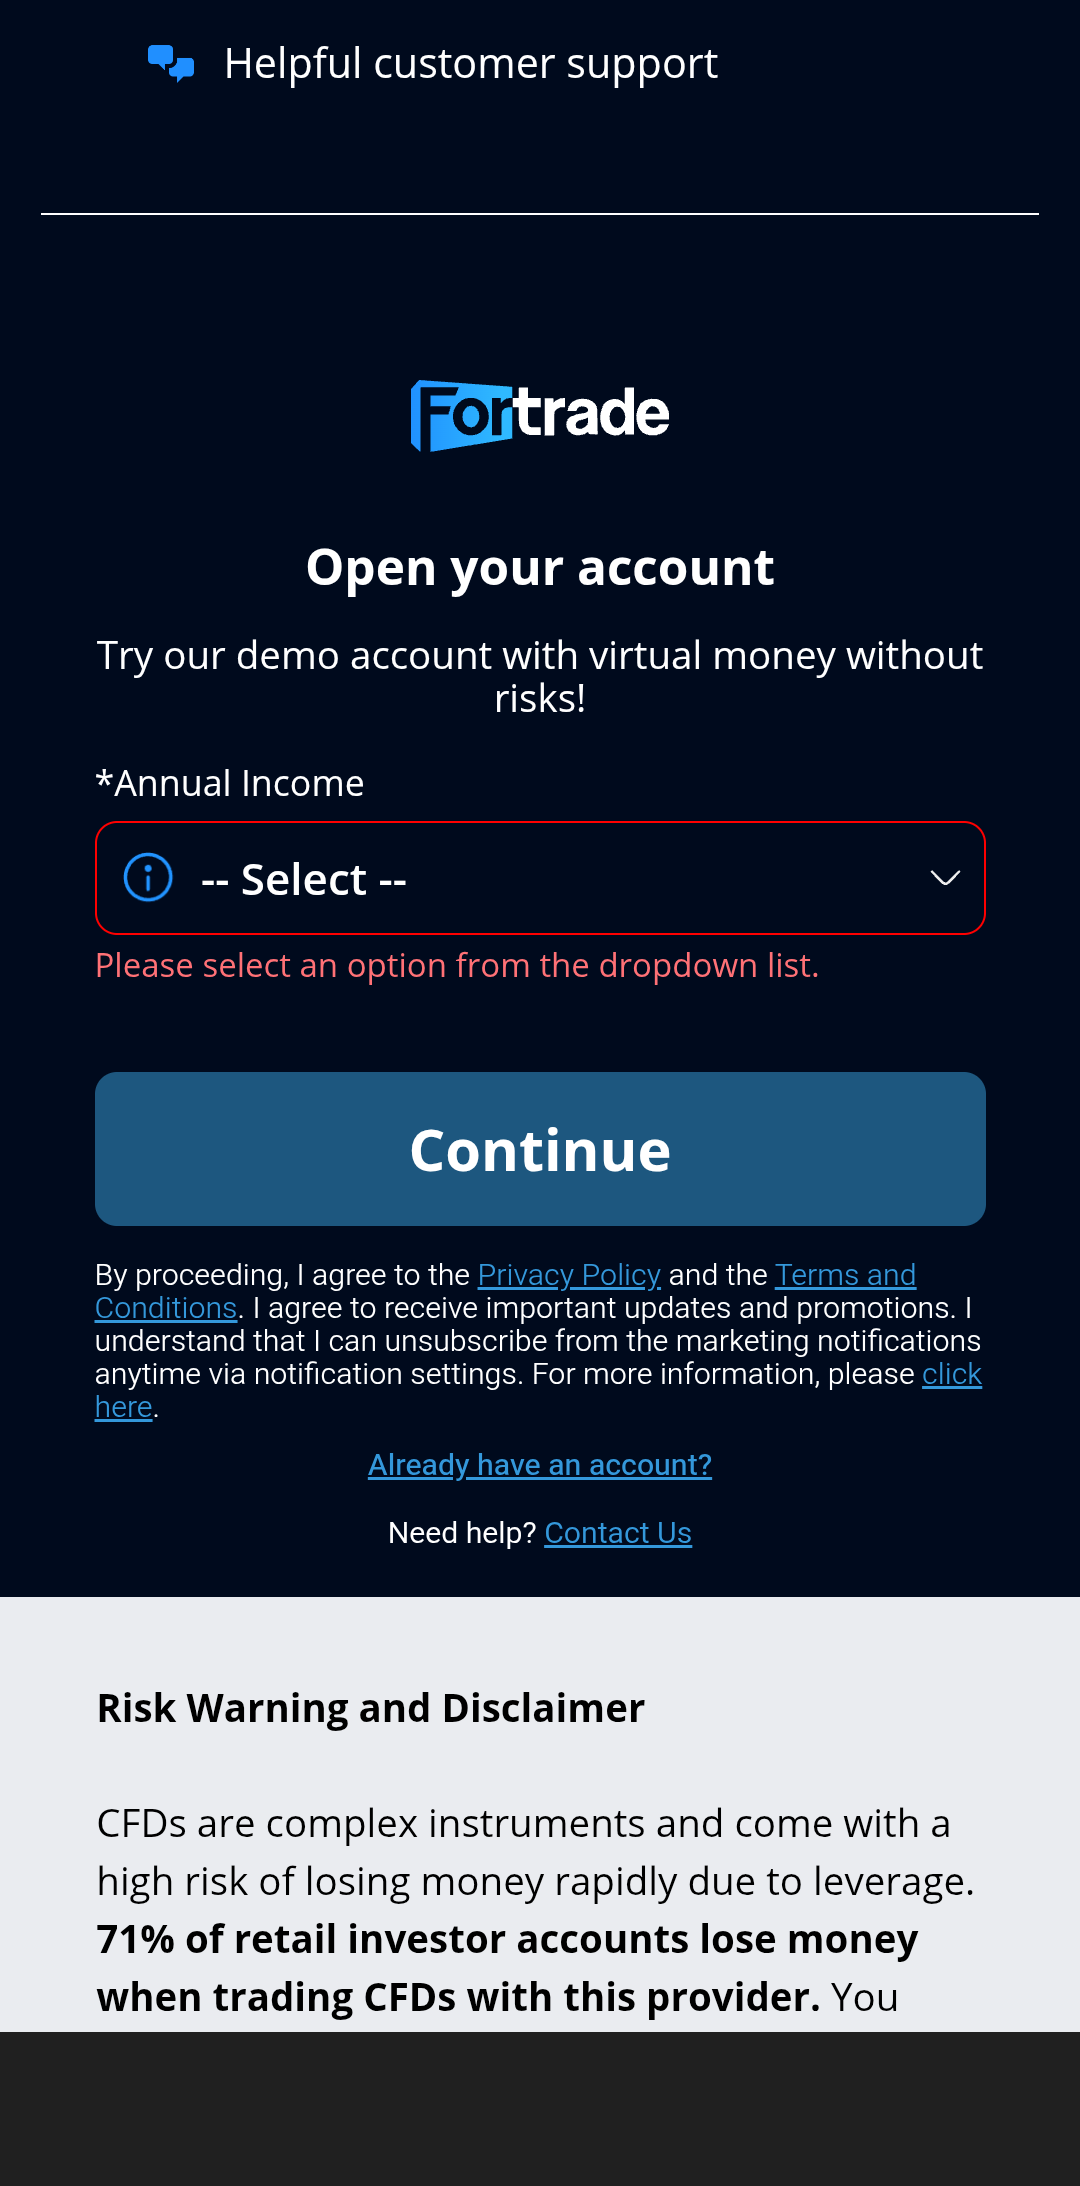 Helpful customer support
Fortrade
Open your account
Try our demo account with virtual money without
risks!
*Annual Income
-- Select --
Please select an option from the dropdown list.
Continue
By proceeding, I agree to the Privacy Policy and the Terms and
Conditions. I agree to receive important updates and promotions. I
understand that I can unsubscribe from the marketing notifications
anytime via notification settings. For more information, please click
here.
Already have an account?
Need help? Contact Us
Risk Warning and Disclaimer
CFDs are complex instruments and come with a
high risk of losing money rapidly due to leverage.
71% of retail investor accounts lose money
when trading CFDs with this provider. You